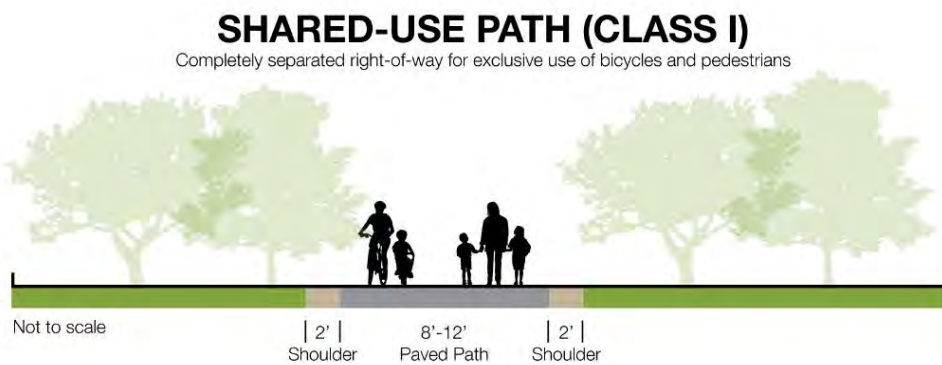 SHARED-USE PATH (CLASS I)
Completely separated right-of-way for exclusive use of bicycles and pedestrians
Not to scale
| 2' | 8'-12' | 2' |
Shoulder Paved Path Shoulder